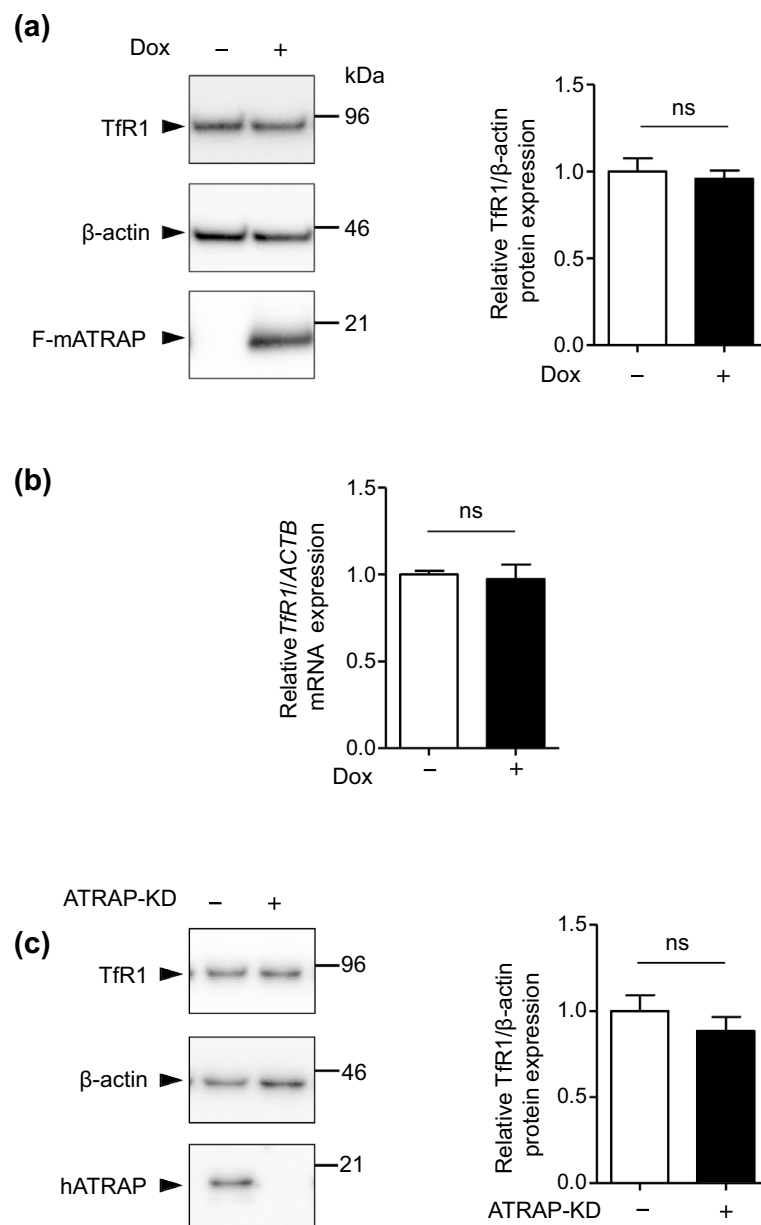 (a)
Dox – +
kDa
TfR1 96
β-actin 46
F-mATRAP 21
Relative TfR1/β-actin
protein expression
1.5
1.0
0.5
0.0
ns
Dox – +
(b)
Relative TfR1/ACTB
mRNA expression
1.5
1.0
0.5
0.0
ns
Dox – +
(c)
ATRAP-KD – +
TfR1 96
β-actin 46
hATRAP 21
Relative TfR1/β-actin
protein expression
1.5
1.0
0.5
0.0
ns
ATRAP-KD – +